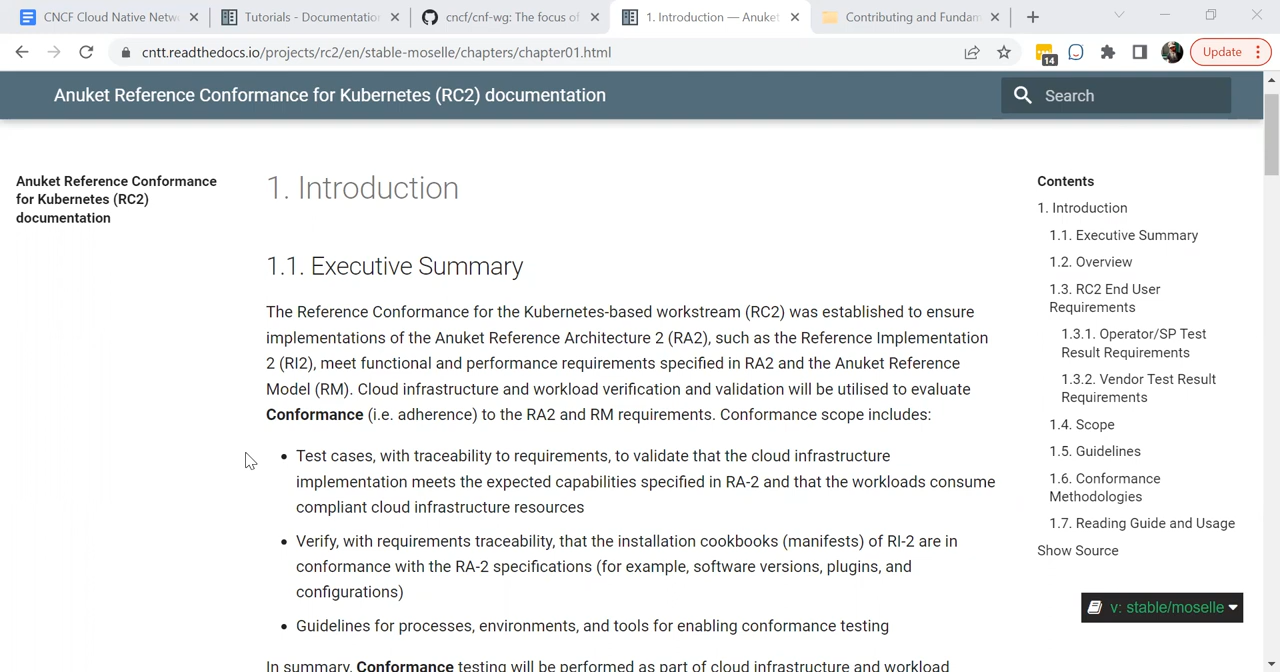 CNCF Cloud Native Netw
Tutorials - Documentation
cncf/cnf-wg: The focus of
1. Introduction — Anuket
Contributing and Fundam
cntt.readthedocs.io/projects/rc2/en/stable-moselle/chapters/chapter01.html
14
Update
Anuket Reference Conformance for Kubernetes (RC2) documentation
Search
Anuket Reference Conformance
for Kubernetes (RC2)
documentation
1. Introduction
1.1. Executive Summary
The Reference Conformance for the Kubernetes-based workstream (RC2) was established to ensure
implementations of the Anuket Reference Architecture 2 (RA2), such as the Reference Implementation
2 (RI2), meet functional and performance requirements specified in RA2 and the Anuket Reference
Model (RM). Cloud infrastructure and workload verification and validation will be utilised to evaluate
Conformance (i.e. adherence) to the RA2 and RM requirements. Conformance scope includes:
• Test cases, with traceability to requirements, to validate that the cloud infrastructure
implementation meets the expected capabilities specified in RA-2 and that the workloads consume
compliant cloud infrastructure resources
• Verify, with requirements traceability, that the installation cookbooks (manifests) of RI-2 are in
conformance with the RA-2 specifications (for example, software versions, plugins, and
configurations)
• Guidelines for processes, environments, and tools for enabling conformance testing
In summary, Conformance testing will be performed as part of cloud infrastructure and workload
Contents
1. Introduction
1.1. Executive Summary
1.2. Overview
1.3. RC2 End User
Requirements
1.3.1. Operator/SP Test
Result Requirements
1.3.2. Vendor Test Result
Requirements
1.4. Scope
1.5. Guidelines
1.6. Conformance
Methodologies
1.7. Reading Guide and Usage
Show Source
v: stable/moselle